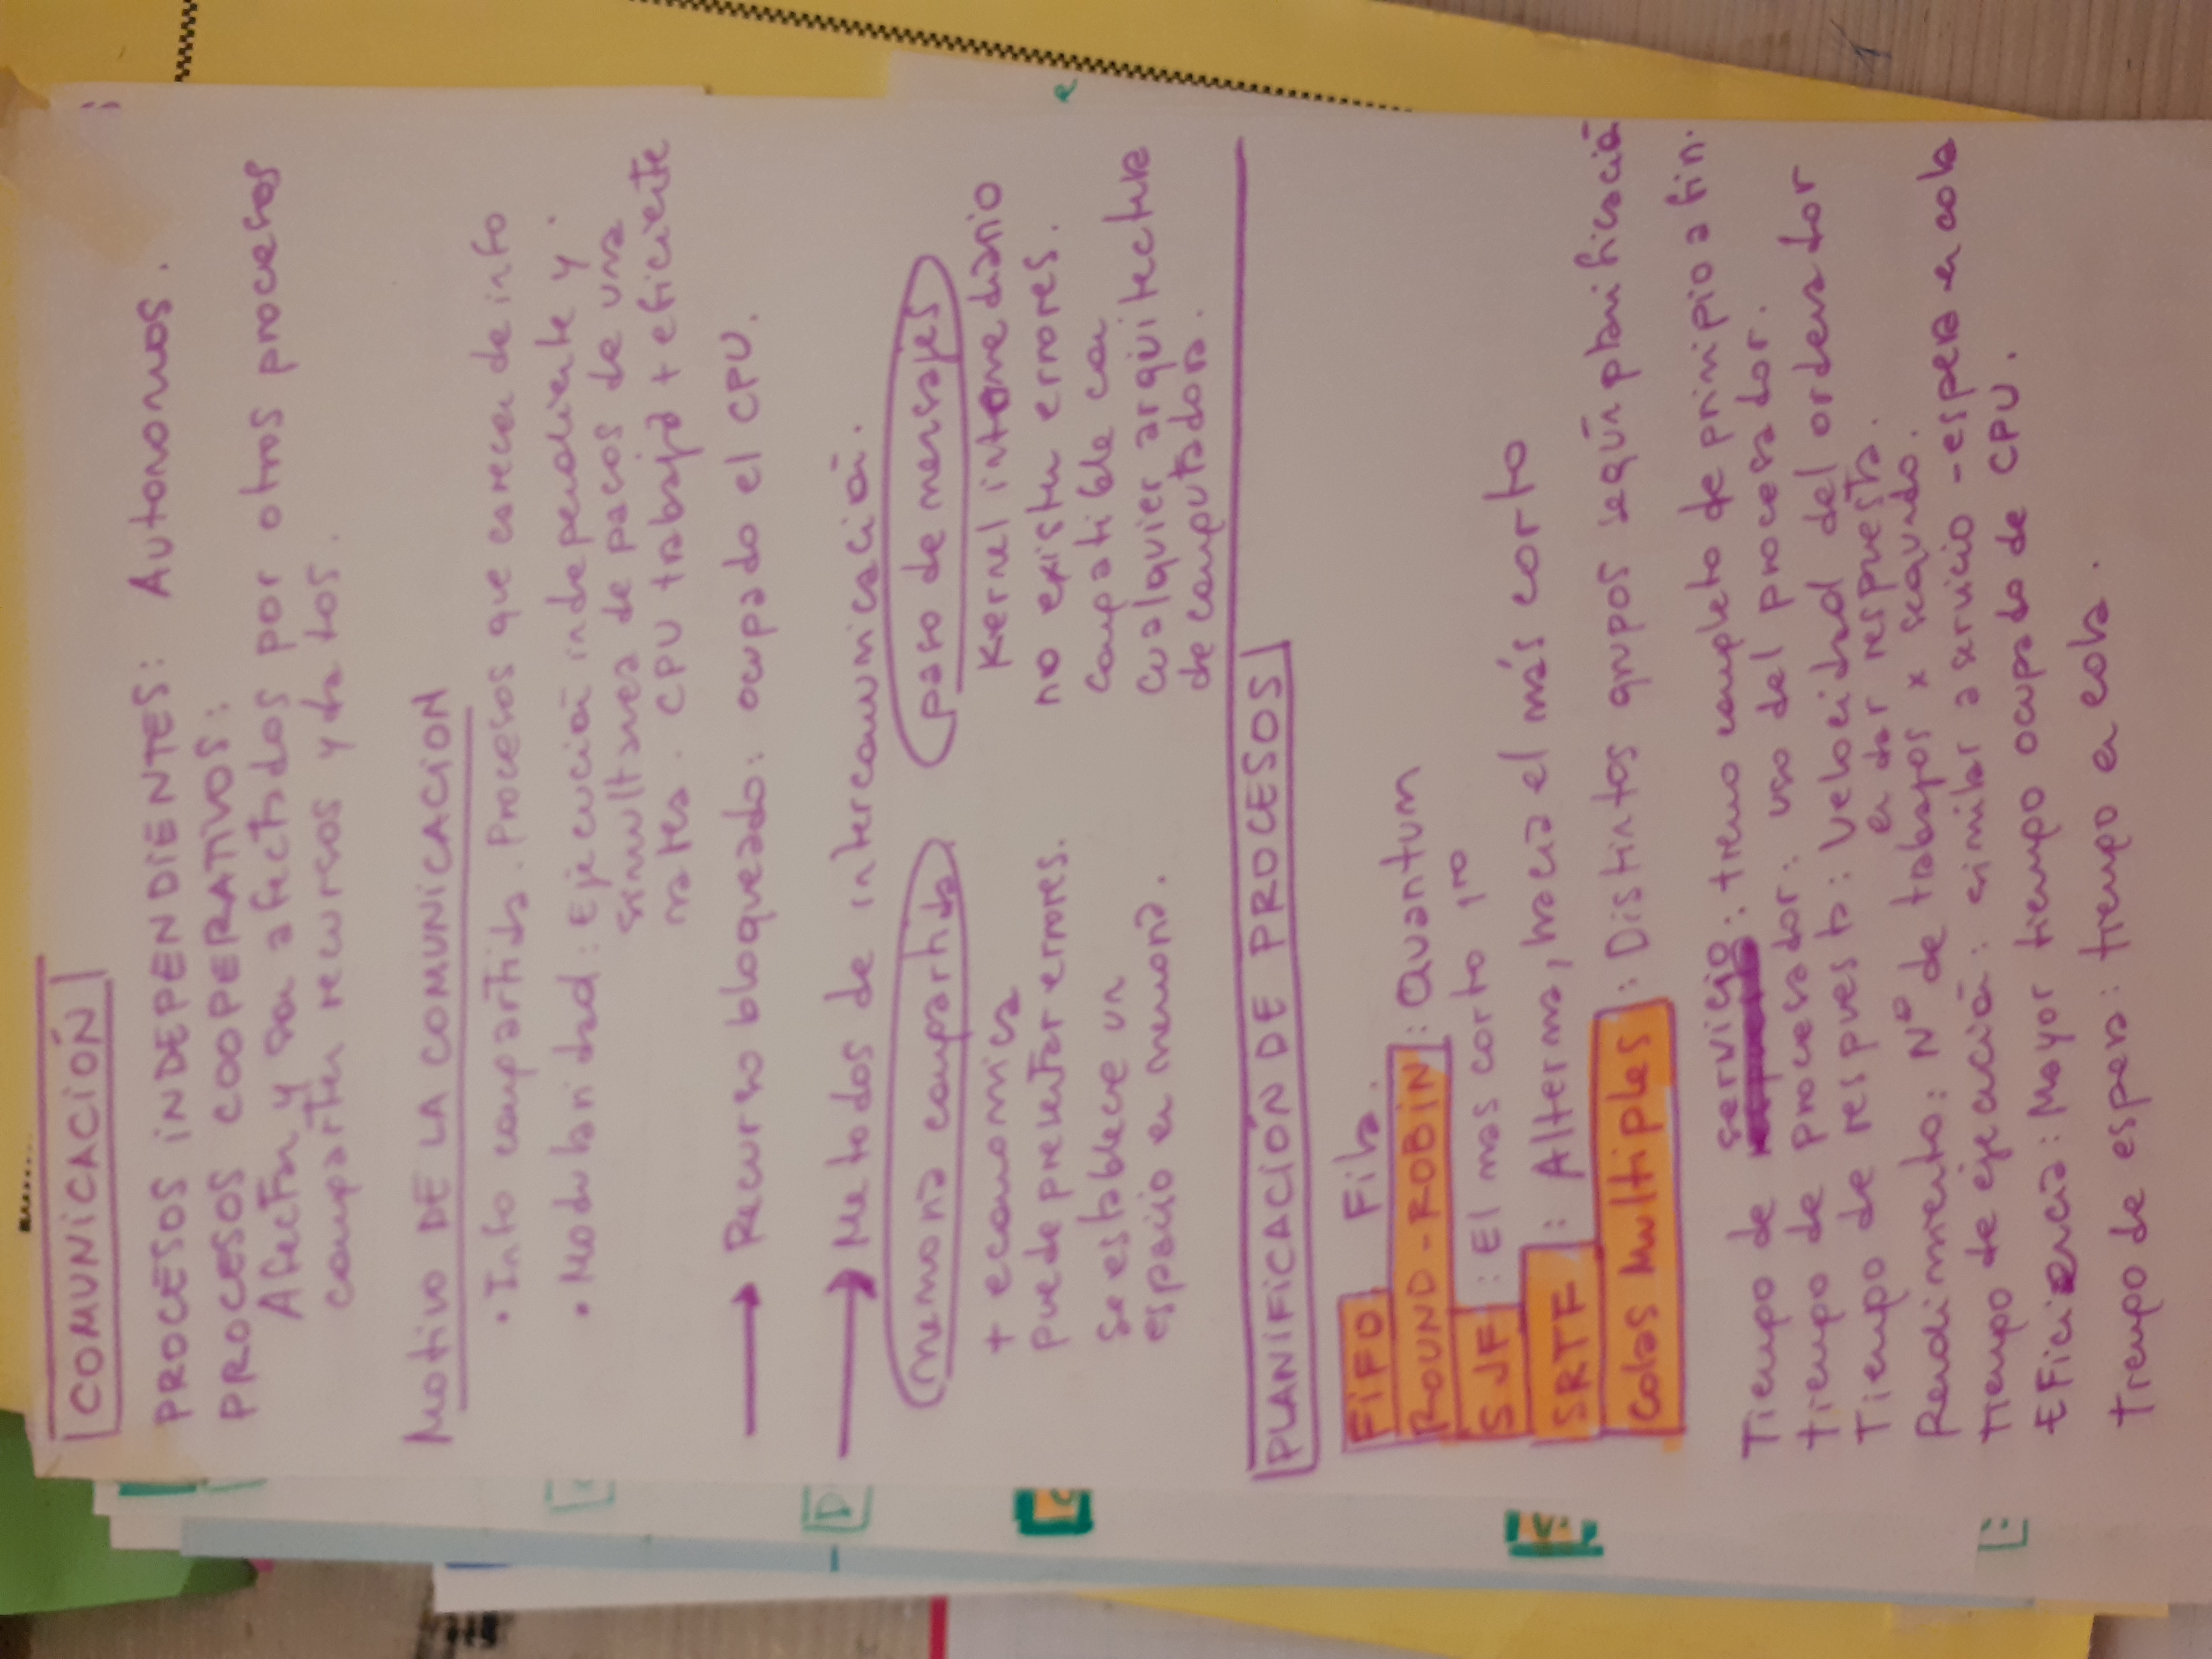 COMUNICACIÓN
PROCESOS INDEPENDIENTES: Autonomos.
PROCESOS COOPERATIVOS:
Afectan y son afectados por otros procesos
comparten recursos y datos.
Motivo DE LA COMUNICACION
• Info compartida. Procesos que carecen de info
• Modularidad: Ejecución independiente y
simultanea de pasos de una
tarea. CPU trabaja + eficiente
→ Recurso bloqueado: ocupado el CPU.
→ Metodos de intercomunicación.
memoria compartida
+ economica
puede presentar errores.
se establece un
espacio en memoria.
paso de mensajes
Kernel intermediario
no existen errores.
Compatible con
cualquier arquitectura
de computadora.
PLANIFICACIÓN DE PROCESOS
FIFO Fila.
ROUND-ROBIN: Quantum
SJF: El mas corto 1ro
SRTF: Alterna, hacia el más corto
Colas Multiples: Distintos grupos según planificación
Tiempo de servicio: tiempo completo de principio a fin.
tiempo de procesador: uso del procesador.
Tiempo de respuesta: Velocidad del ordenador
en dar respuesta.
Rendimiento: Nº de trabajos x segundo.
tiempo de ejecución: similar a servicio - espera en cola
Eficiencia: Mayor tiempo ocupado de CPU.
tiempo de espera: tiempo en cola.